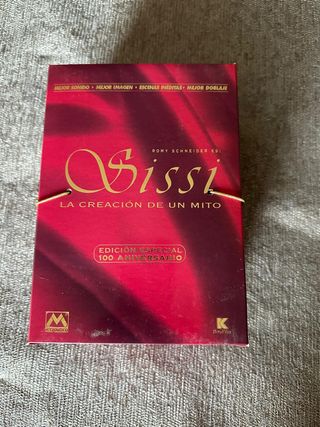 MEJOR SONIDO • MEJOR IMAGEN • ESCENAS INÉDITAS • MEJOR DOBLAJE
ROMY SCHNEIDER ES:
Sissi
LA CREACIÓN DE UN MITO
EDICIÓN ESPECIAL
100 ANIVERSARIO
M
K